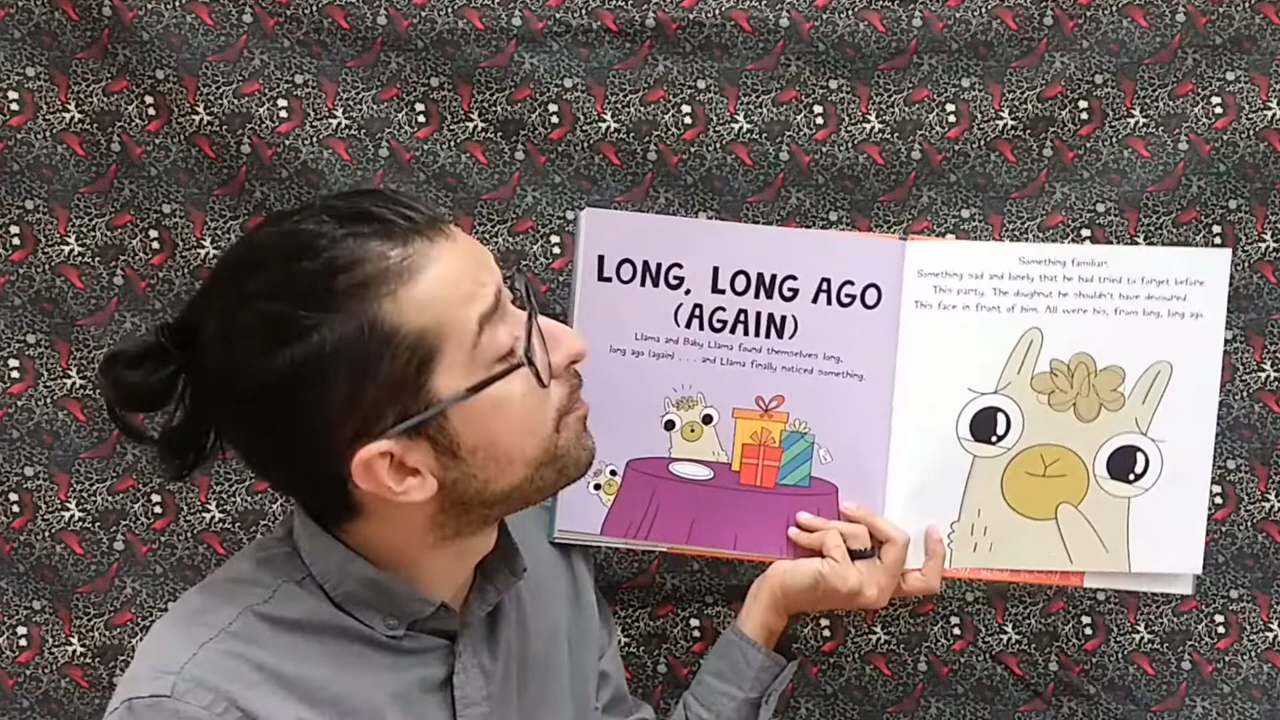 LONG, LONG AGO
(AGAIN)
Llama and Baby Llama found themselves long,
long ago (again) . . . and Llama finally noticed something.
Something familiar.
Something sad and lonely that he had tried to forget before.
This party. The doughnut he shouldn't have devoured.
This face in front of him. All were his, from long, long ago.